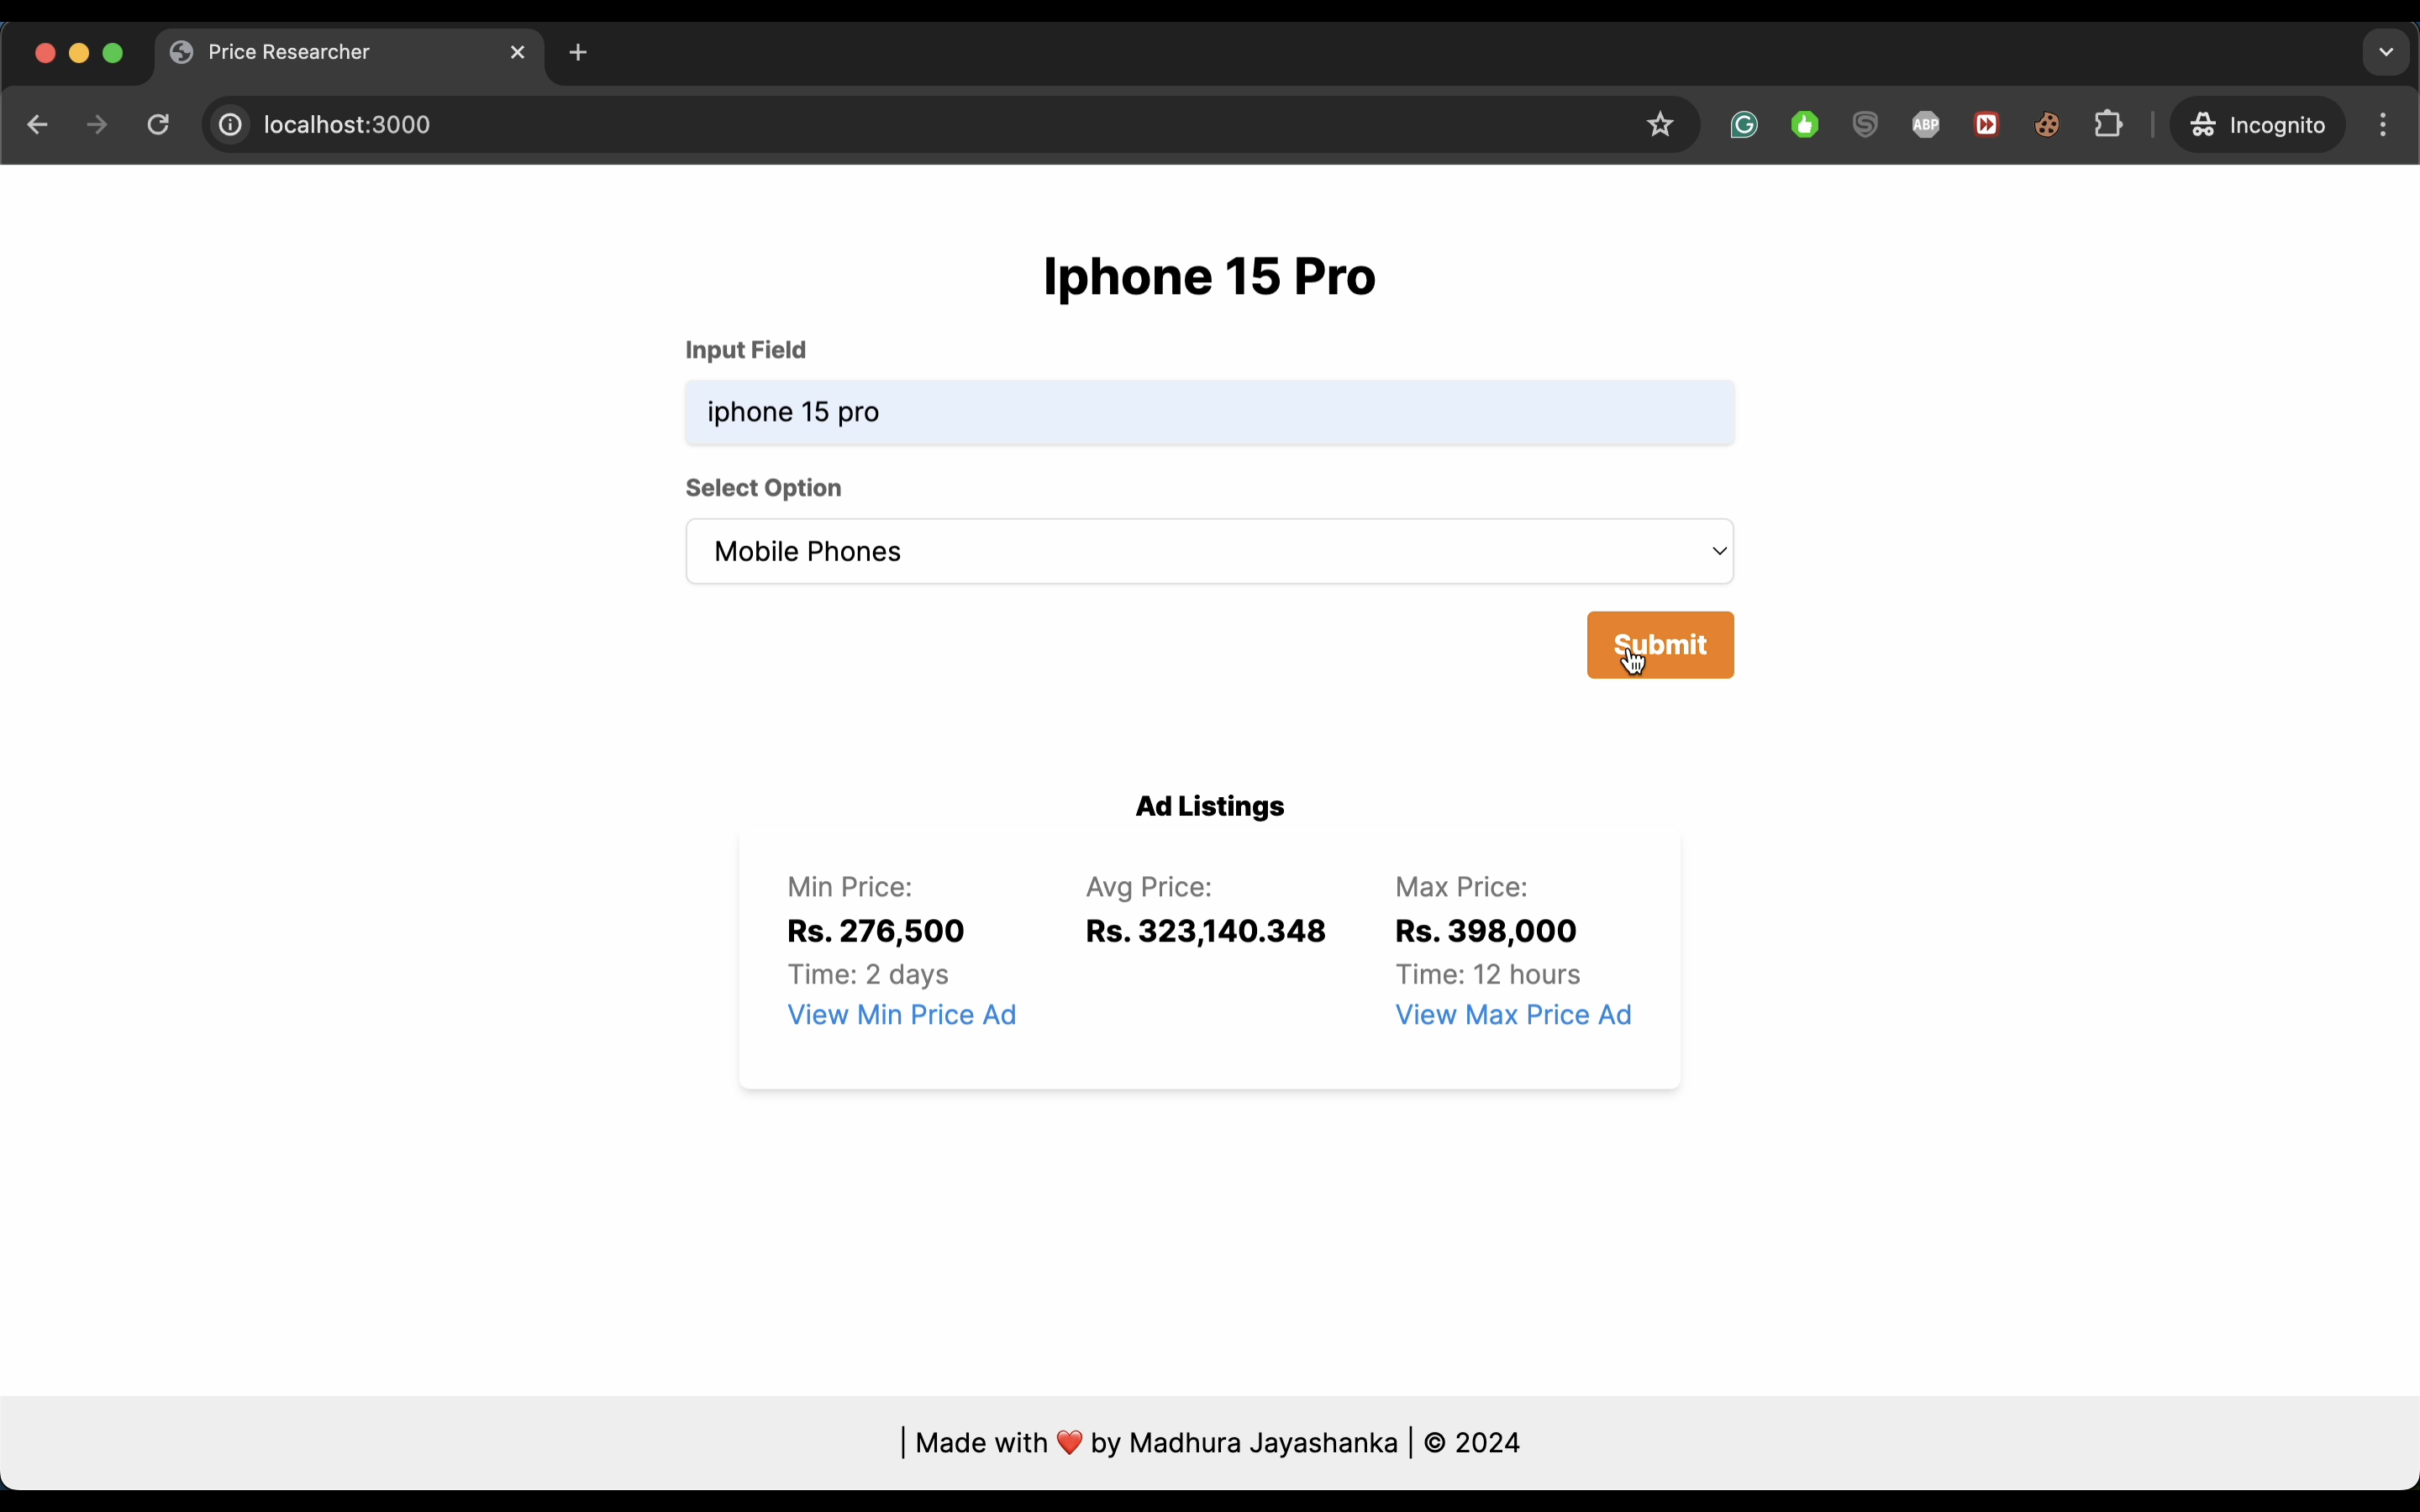 Price Researcher
localhost:3000
ABP
Incognito
Iphone 15 Pro
Input Field
iphone 15 pro
Select Option
Mobile Phones
Submit
Ad Listings
Min Price: Avg Price: Max Price:
Rs. 276,500 Rs. 323,140.348 Rs. 398,000
Time: 2 days Time: 12 hours
View Min Price Ad View Max Price Ad
| Made with ❤️ by Madhura Jayashanka | © 2024